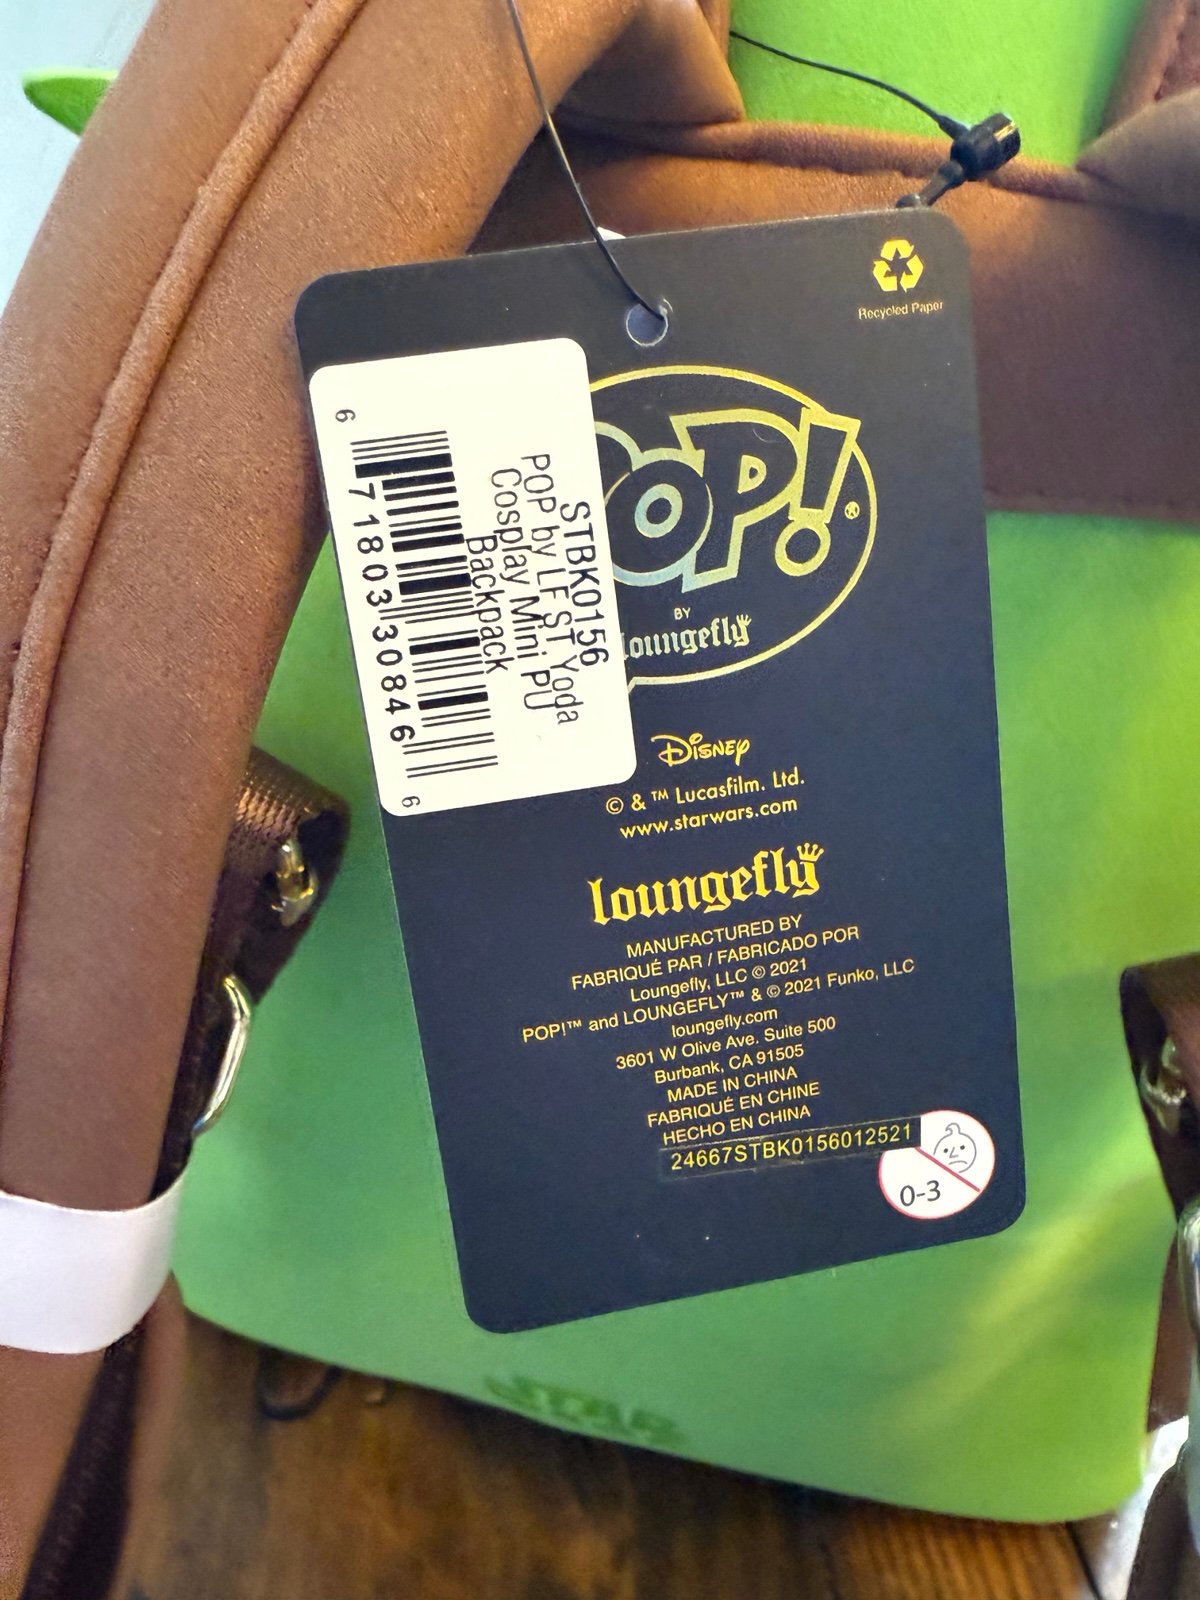 Recycled Paper
STBK0156
POP by LF ST Yoda
Cosplay Mini PU
Backpack
6 71803 30846 6
POP! ®
BY
loungefly
Disney
© & ™ Lucasfilm. Ltd.
www.starwars.com
loungefly
MANUFACTURED BY
FABRIQUÉ PAR / FABRICADO POR
Loungefly, LLC © 2021
POP!™ and LOUNGEFLY™ & © 2021 Funko, LLC
loungefly.com
3601 W Olive Ave. Suite 500
Burbank, CA 91505
MADE IN CHINA
FABRIQUÉ EN CHINE
HECHO EN CHINA
24667STBK0156012521
0-3
STAR